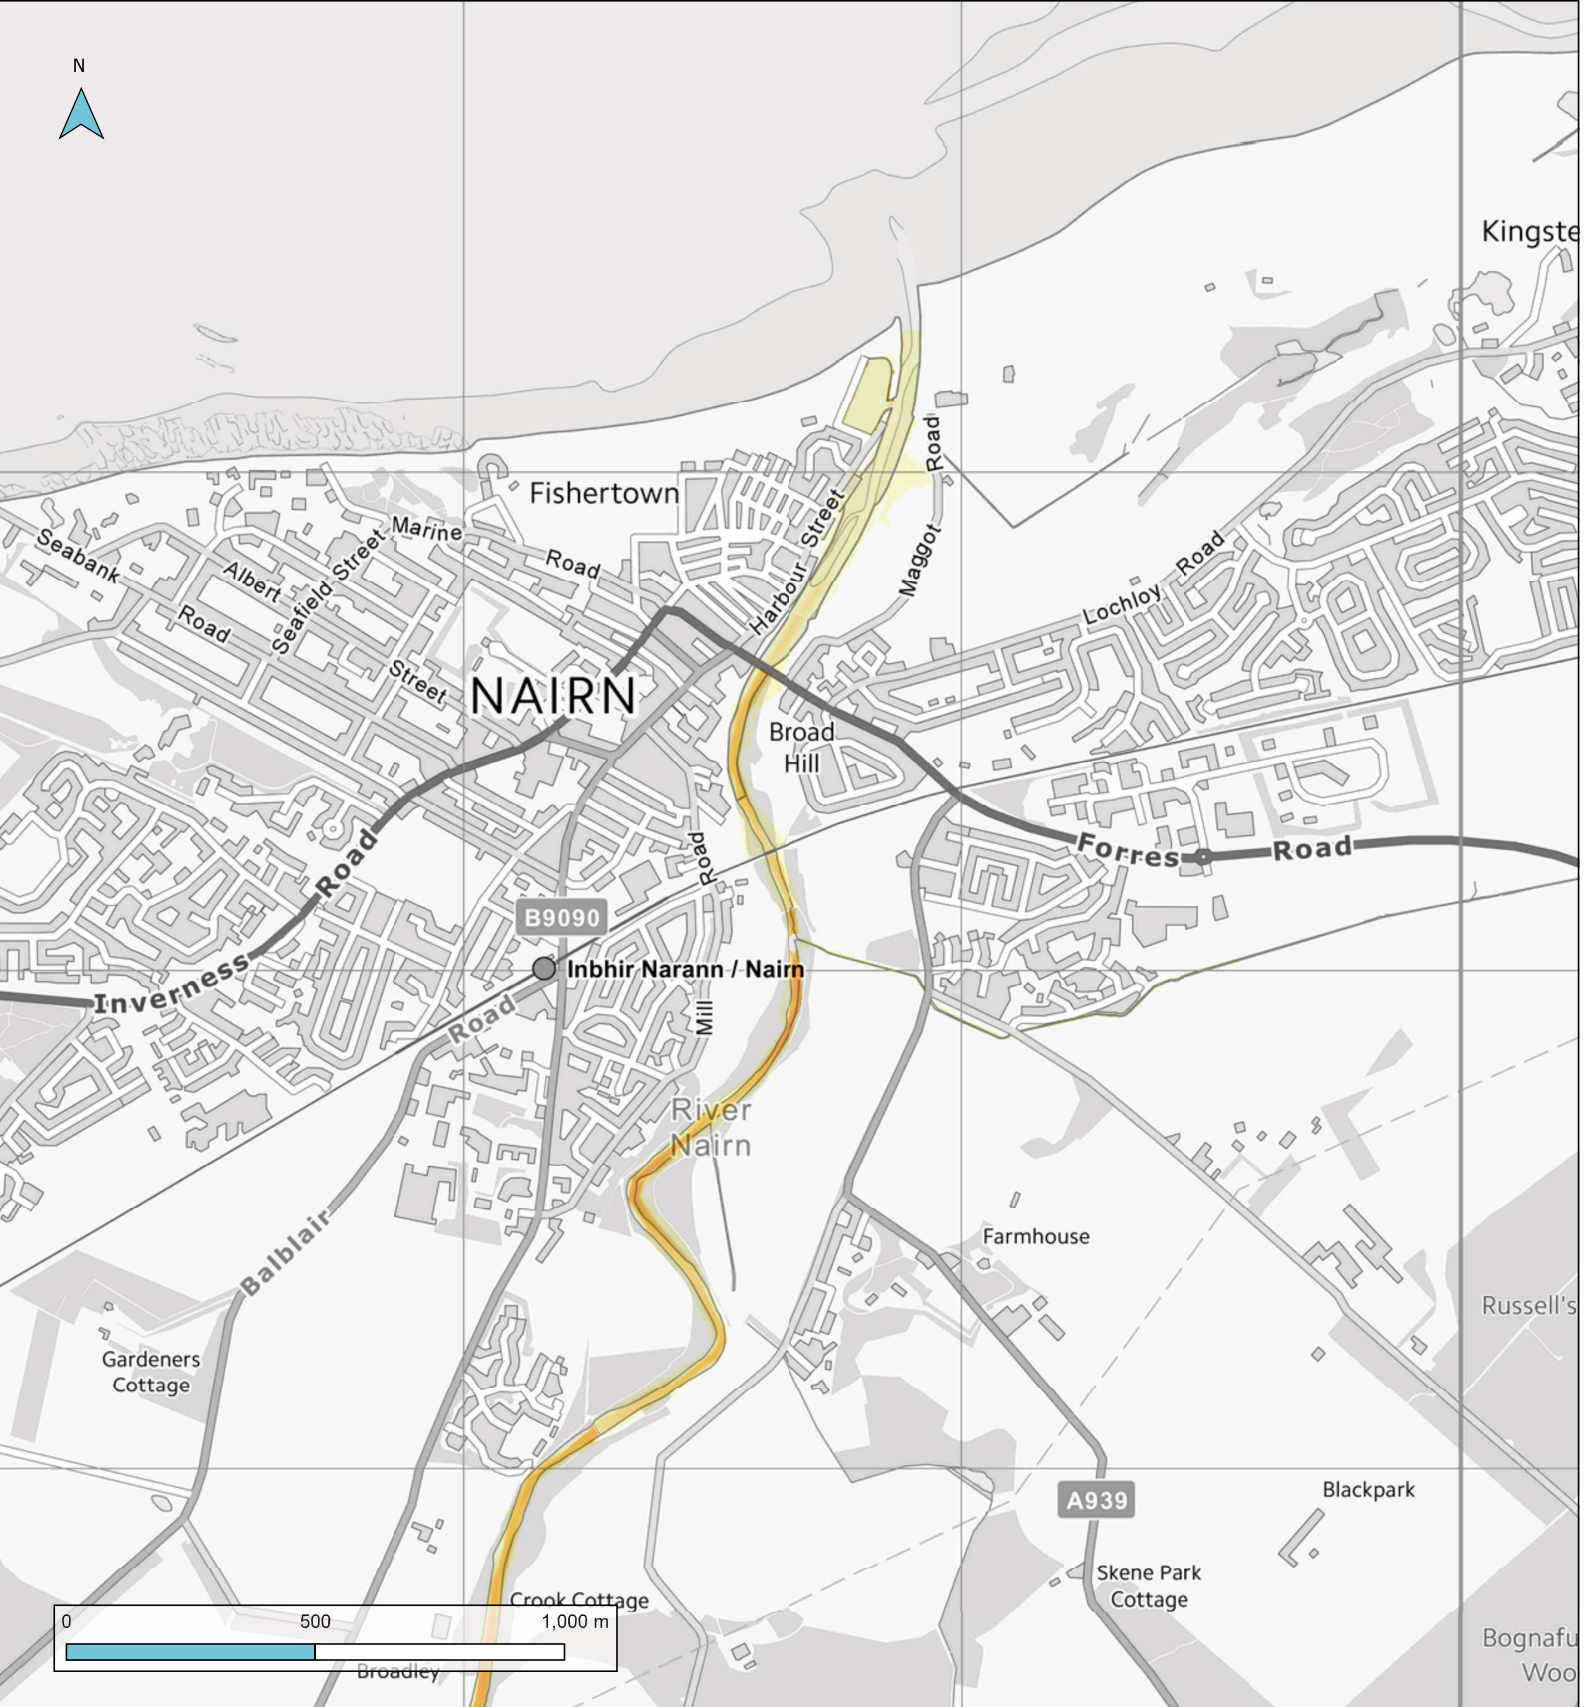 N
Kingste
Road
Fishertown
Harbour Street
Maggot
Seabank
Road
Albert
Street
Seafield Street
Marine
Road
Lochloy Road
NAIRN
Broad
Hill
Inverness Road
Forres Road
Road
Mill
B9090
Inbhir Narann / Nairn
Balblair Road
River
Nairn
Farmhouse
Russell's
Gardeners
Cottage
A939
Blackpark
Skene Park
Cottage
Crook Cottage
0 500 1,000 m
Bognafu
Woo
Broadley